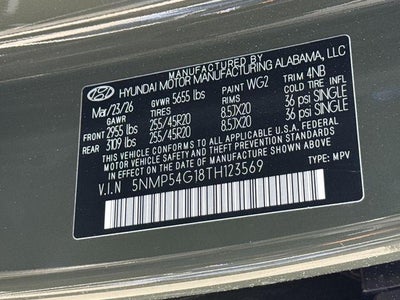 MANUFACTURED BY
HYUNDAI MOTOR MANUFACTURING ALABAMA, LLC
Mar/23/26 GVWR 5655 lbs PAINT WG2 TRIM 4NB
GAWR TIRES RIMS COLD TIRE INFL
FRONT 2955 lbs 255/45R20 8.5JX20 36 psi SINGLE
REAR 3109 lbs 255/45R20 8.5JX20 36 psi SINGLE
THIS VEHICLE CONFORMS TO ALL APPLICABLE U.S.A. FEDERAL
MOTOR VEHICLE SAFETY STANDARDS IN EFFECT ON THE
DATE OF MANUFACTURE SHOWN ABOVE
V.I.N 5NMP54G18TH123569 TYPE: MPV